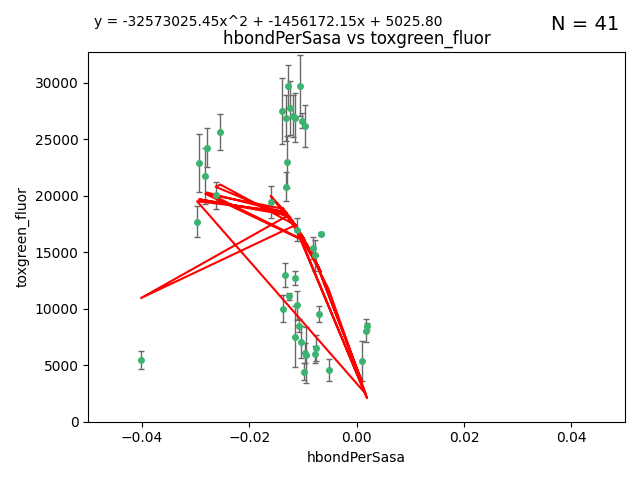 y = -32573025.45x^2 + -1456172.15x + 5025.80
N = 41
hbondPerSasa vs toxgreen_fluor
toxgreen_fluor
30000
25000
20000
15000
10000
5000
0
−0.04
−0.02
0.00
0.02
0.04
hbondPerSasa